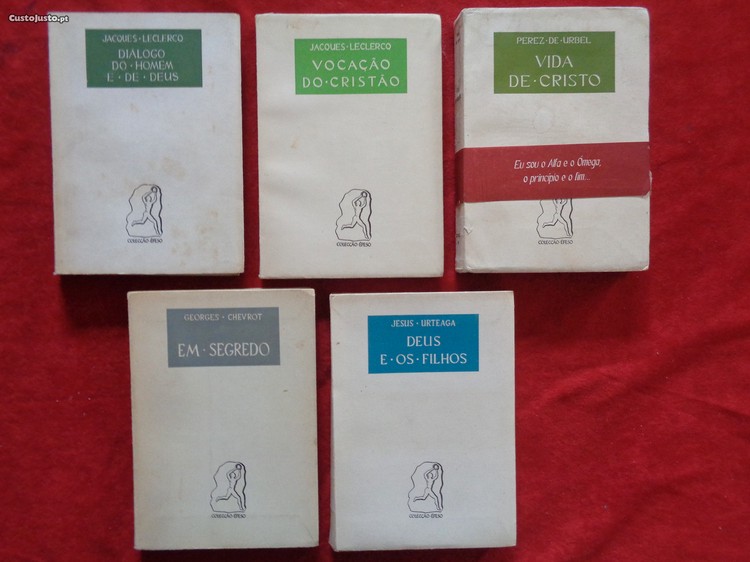 CustoJusto.pt
JACQUES · LECLERCQ
DIÁLOGO
DO · HOMEM
E · DE · DEUS
COLECÇÃO · ÉFESO
JACQUES · LECLERCQ
VOCAÇÃO
DO · CRISTÃO
COLECÇÃO · ÉFESO
PEREZ · DE · URBEL
VIDA
DE · CRISTO
Eu sou o Alfa e o Ómega,
o princípio e o fim...
COLECÇÃO · ÉFESO
GEORGES · CHEVROT
EM · SEGREDO
COLECÇÃO · ÉFESO
JESUS · URTEAGA
DEUS
E · OS · FILHOS
COLECÇÃO · ÉFESO